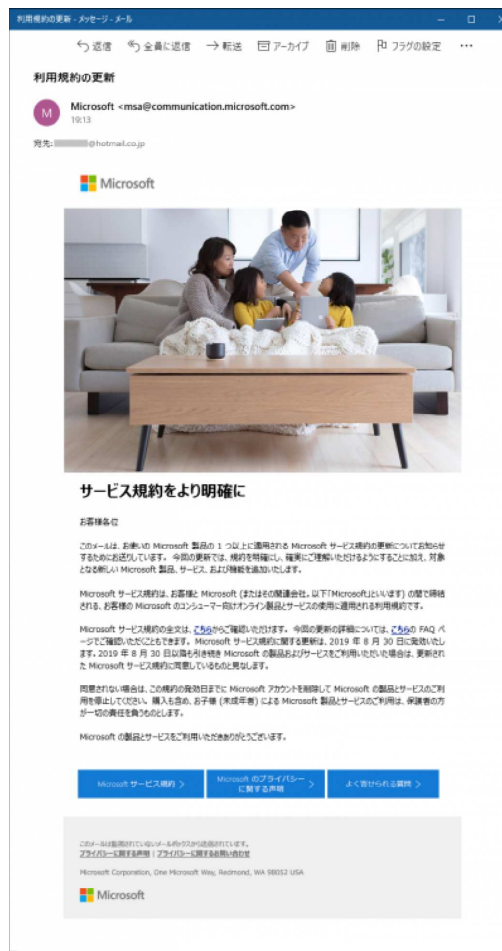 利用規約の更新 - メッセージ - メール
返信 全員に返信 転送 アーカイブ 削除 フラグの設定 ...
利用規約の更新
M
Microsoft <msa@communication.microsoft.com>
19:13
宛先: @hotmail.co.jp
Microsoft
サービス規約をより明確に
お客様各位
このメールは、お使いの Microsoft 製品の 1 つ以上に適用される Microsoft サービス規約の更新についてお知らせ
するためにお送りしています。 今回の更新では、規約を明確にし、確実にご理解いただけるようにすることに加え、対象
となる新しい Microsoft 製品、サービス、および機能を追加いたします。
Microsoft サービス規約は、お客様と Microsoft (またはその関連会社。以下「Microsoft」といいます) の間で締結
される、お客様の Microsoft のコンシューマー向けオンライン製品とサービスの使用に適用される利用規約です。
Microsoft サービス規約の全文は、こちらからご確認いただけます。 今回の更新の詳細については、こちらの FAQ ペ
ージでご確認いただくこともできます。Microsoft サービス規約に関する更新は、2019 年 8 月 30 日に発効いたし
ます。2019 年 8 月 30 日以降も引き続き Microsoft の製品およびサービスをご利用いただいた場合は、更新され
た Microsoft サービス規約に同意しているものと見なします。
同意されない場合は、この規約の発効日までに Microsoft アカウントを削除して Microsoft の製品とサービスのご利
用を停止してください。購入も含め、お子様 (未成年者) による Microsoft 製品とサービスのご利用は、保護者の方
が一切の責任を負うものとします。
Microsoft の製品とサービスをご利用いただきありがとうございます。
Microsoft サービス規約 >
Microsoft のプライバシー
に関する声明 >
よく寄せられる質問 >
このメールは監視されていないメールボックスから送信されています。
プライバシーに関する声明 | プライバシーに関するお問い合わせ
Microsoft Corporation, One Microsoft Way, Redmond, WA 98052 USA
Microsoft